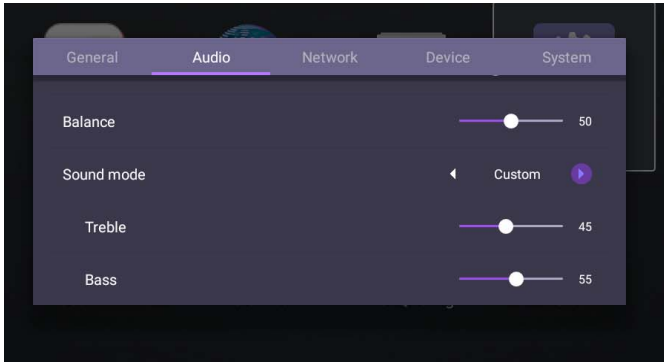 General Audio Network Device System
Balance 50
Sound mode Custom
Treble 45
Bass 55